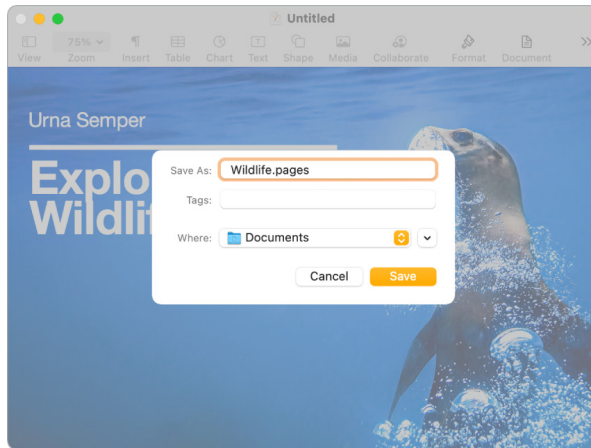 Untitled
75%
View Zoom Insert Table Chart Text Shape Media Collaborate Format Document
Urna Semper
Explo
Wildlif
Save As: Wildlife.pages
Tags:
Where: Documents
Cancel Save